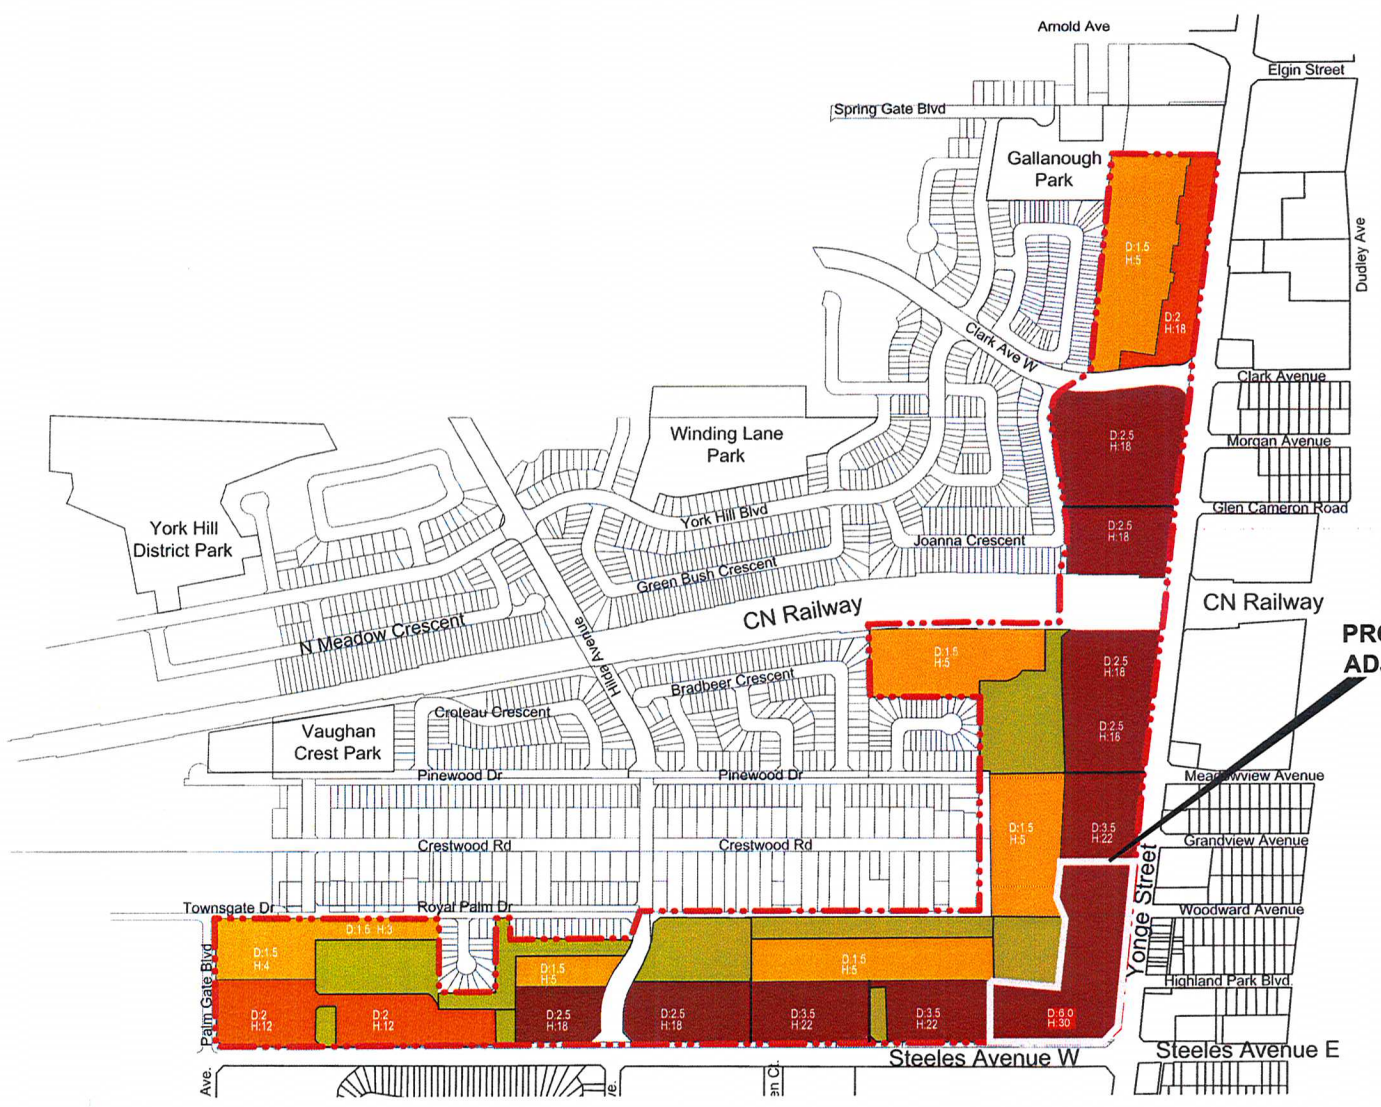 Arnold Ave
Elgin Street
Spring Gate Blvd
Gallanough
Park
Dudley Ave
D:1.5
H:5
D:2
H:18
Clark Ave W
Clark Avenue
Winding Lane
Park
D:2.5
H:18
Morgan Avenue
Glen Cameron Road
York Hill Blvd
York Hill
District Park
D:2.5
H:18
Joanna Crescent
Green Bush Crescent
CN Railway
CN Railway
N Meadow Crescent
Hilda Avenue
PRO
AD
D:1.5
H:5
D:2.5
H:18
Bradbeer Crescent
Croteau Crescent
Vaughan
Crest Park
D:2.5
H:18
Pinewood Dr
Pinewood Dr
Meadowview Avenue
D:1.5
H:5
D:3.5
H:22
Crestwood Rd
Crestwood Rd
Grandview Avenue
Yonge Street
Townsgate Dr
Royal Palm Dr
Woodward Avenue
D:1.5 H:3
D:1.5
H:4
D:1.5
H:5
D:1.5
H:5
Palm Gate Blvd
Highland Park Blvd.
D:2
H:12
D:2
H:12
D:2.5
H:18
D:2.5
H:18
D:3.5
H:22
D:3.5
H:22
D:6.0
H:30
Steeles Avenue W
Steeles Avenue E
Ave.
ve.
en Ct.